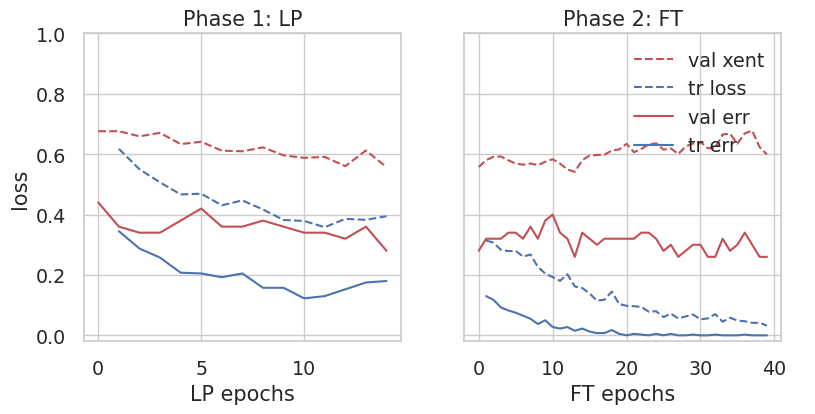 Phase 1: LP
Phase 2: FT
1.0
0.8
0.6
0.4
0.2
0.0
loss
0 5 10
LP epochs
val xent
tr loss
val err
tr err
0 10 20 30 40
FT epochs